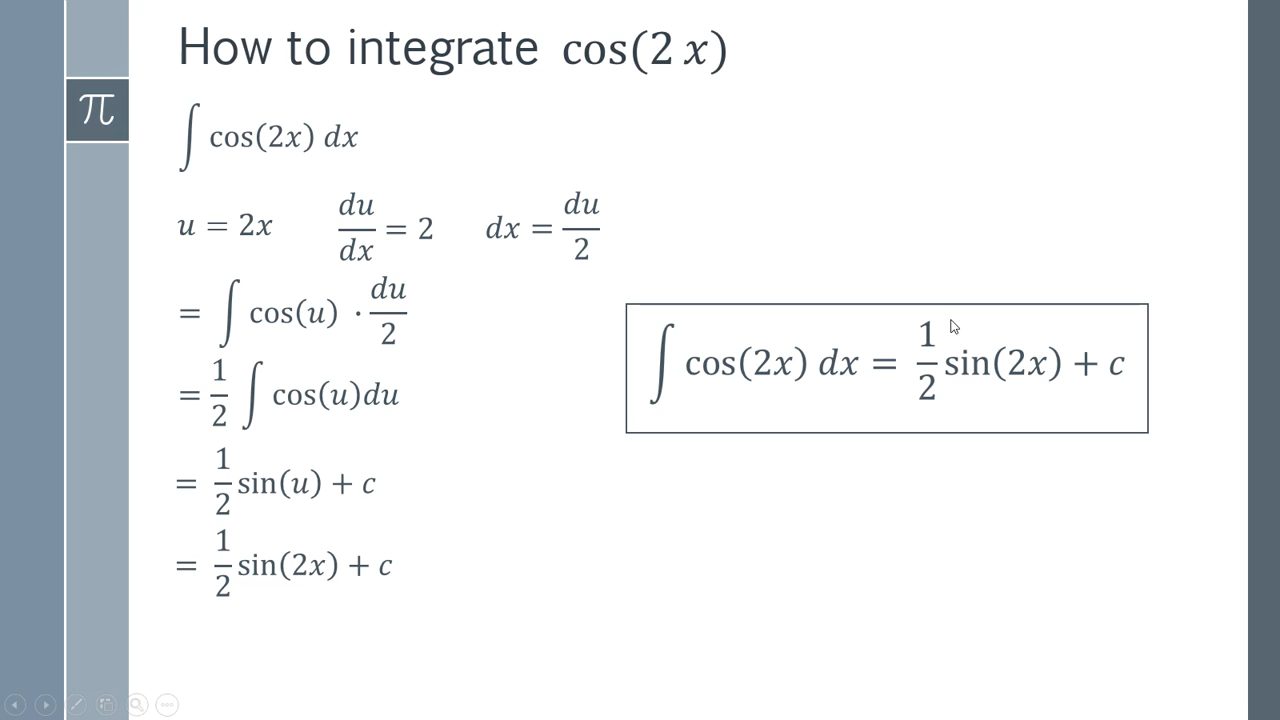 How to integrate cos(2 x)
π
∫ cos(2x) dx
u = 2x    du/dx = 2    dx = du/2
= ∫ cos(u) · du/2
= 1/2 ∫ cos(u)du
∫ cos(2x) dx = 1/2 sin(2x) + c
= 1/2 sin(u) + c
= 1/2 sin(2x) + c